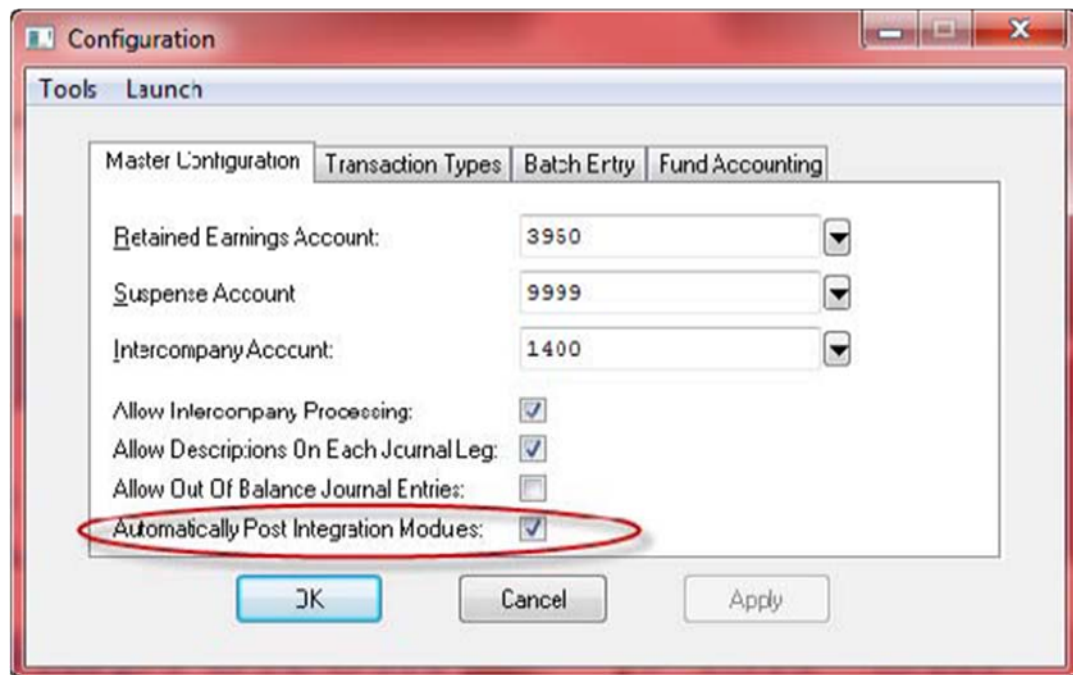 Configuration
Tools Launch
Master Configuration Transaction Types Batch Entry Fund Accounting
Retained Earnings Account: 3950
Suspense Account 9999
Intercompany Account: 1400
Allow Intercompany Processing:
Allow Descriptions On Each Journal Leg:
Allow Out Of Balance Journal Entries:
Automatically Post Integration Modules:
OK Cancel Apply